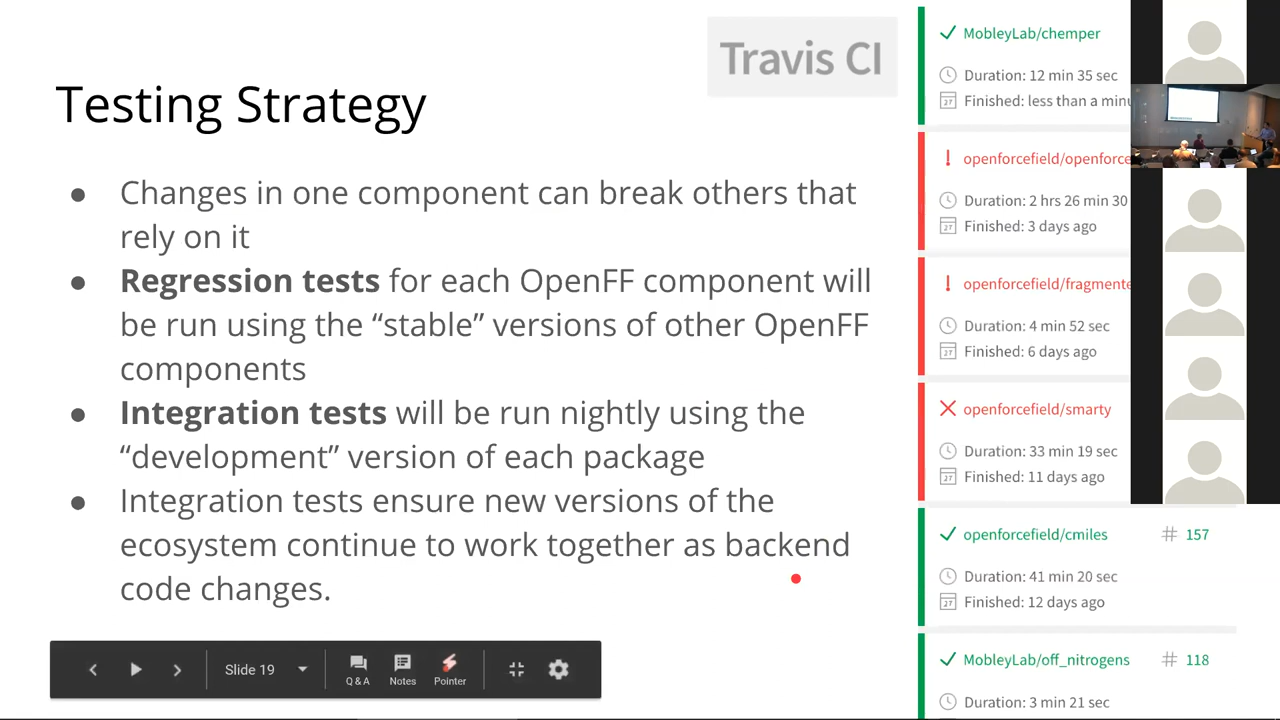 Travis CI
Testing Strategy
● Changes in one component can break others that
rely on it
● Regression tests for each OpenFF component will
be run using the “stable” versions of other OpenFF
components
● Integration tests will be run nightly using the
“development” version of each package
● Integration tests ensure new versions of the
ecosystem continue to work together as backend
code changes.
Slide 19
Q & A
Notes
Pointer
MobleyLab/chemper
Duration: 12 min 35 sec
Finished: less than a minu
openforcefield/openforce
Duration: 2 hrs 26 min 30
Finished: 3 days ago
openforcefield/fragmente
Duration: 4 min 52 sec
Finished: 6 days ago
openforcefield/smarty
Duration: 33 min 19 sec
Finished: 11 days ago
openforcefield/cmiles # 157
Duration: 41 min 20 sec
Finished: 12 days ago
MobleyLab/off_nitrogens # 118
Duration: 3 min 21 sec